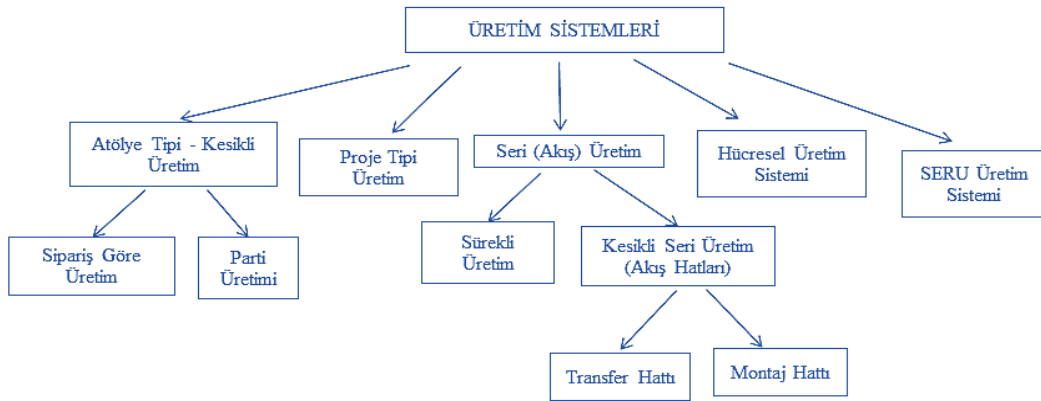 ÜRETİM SİSTEMLERİ
Atölye Tipi - Kesikli
Üretim
Proje Tipi
Üretim
Seri (Akış) Üretim
Hücresel Üretim
Sistemi
SERU Üretim
Sistemi
Sipariş Göre
Üretim
Parti
Üretimi
Sürekli
Üretim
Kesikli Seri Üretim
(Akış Hatları)
Transfer Hattı
Montaj Hattı